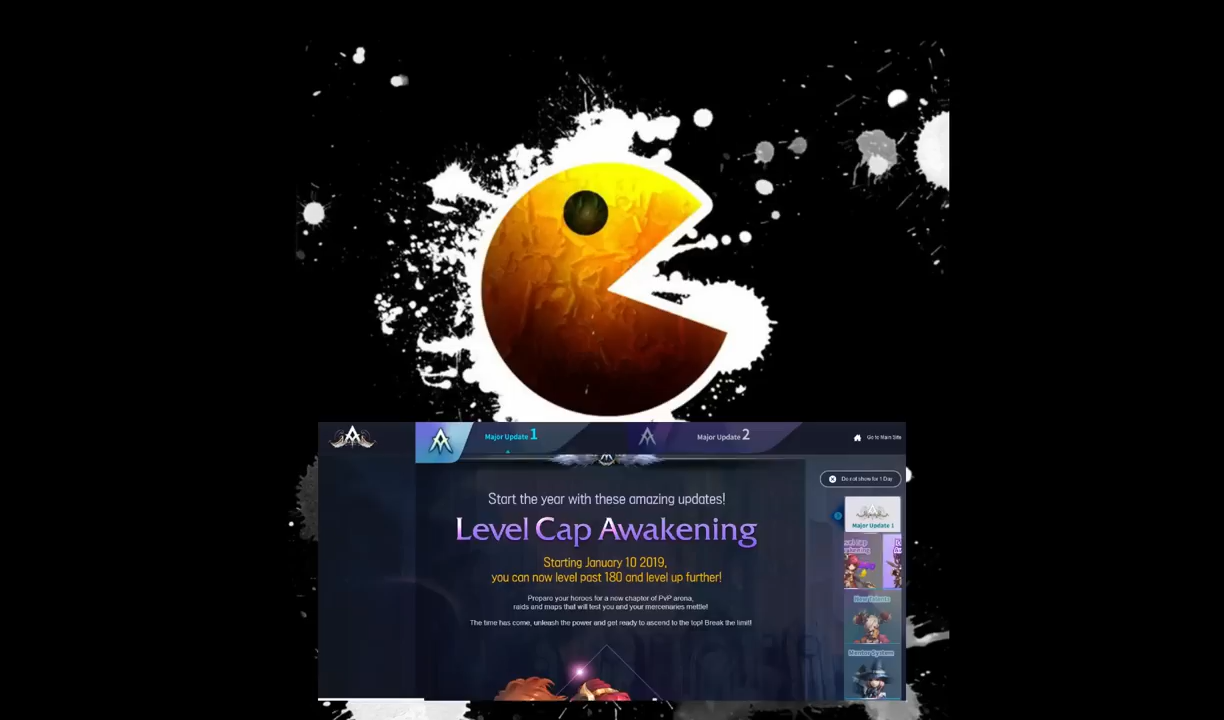 Major Update 1
Major Update 2
Go to Main Site
Do not show for 1 Day
Start the year with these amazing updates!
Level Cap Awakening
Starting January 10 2019,
you can now level past 180 and level up further!
Prepare your heroes for a new chapter of PvP arena,
raids and maps that will test you and your mercenaries mettle!
The time has come, unleash the power and get ready to ascend to the top! Break the limit!
Major Update 1
New Talents
Mentor System